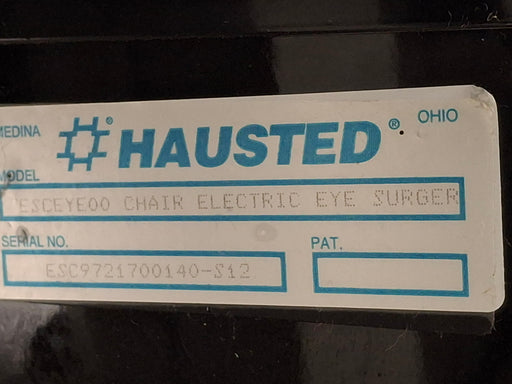 MEDINA HAUSTED® OHIO
MODEL
ESCEYE00 CHAIR ELECTRIC EYE SURGER
SERIAL NO. PAT.
ESC9721700140-S12